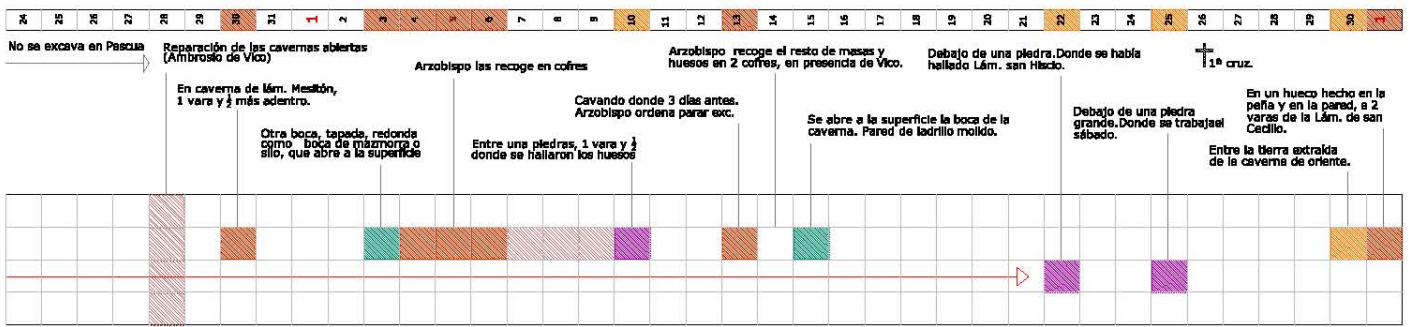 24 25 26 27 28 29 30 31 1 2 3 4 5 6 7 8 9 10 11 12 13 14 15 16 17 18 19 20 21 22 23 24 25 26 27 28 29 30 1
No se excava en Pascua
Reparación de las cavernas abiertas
(Ambrosio de Vico)
En caverna de lám. Mesitón,
1 vara y ½ más adentro.
Otra boca, tapada, redonda
como boca de mazmorra o
silo, que abre a la superficie
Arzobispo las recoge en cofres
Entre una piedras, 1 vara y ½
donde se hallaron los huesos
Cavando donde 3 días antes.
Arzobispo ordena parar exc.
Arzobispo recoge el resto de masas y
huesos en 2 cofres, en presencia de Vico.
Se abre a la superficie la boca de la
caverna. Pared de ladrillo molido.
Debajo de una piedra.Donde se había
hallado Lám. san Hiscio.
Debajo de una piedra
grande.Donde se trabajael
sábado.
1ª cruz.
En un hueco hecho en la
peña y en la pared, a 2
varas de la Lám. de san
Cecilio.
Entre la tierra extraída
de la caverna de oriente.